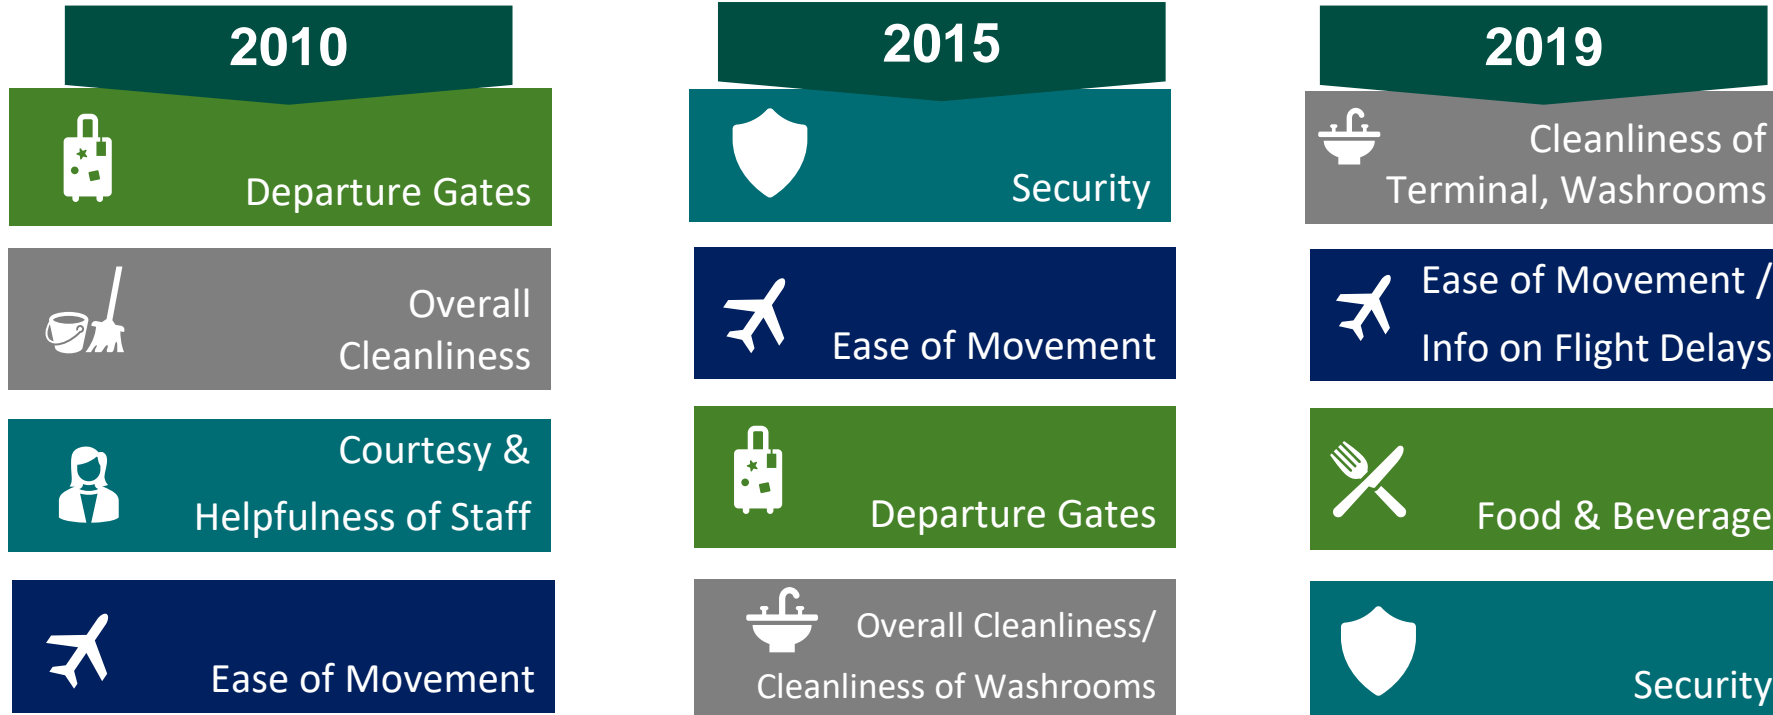 2010
Departure Gates
Overall
Cleanliness
Courtesy &
Helpfulness of Staff
Ease of Movement
2015
Security
Ease of Movement
Departure Gates
Overall Cleanliness/
Cleanliness of Washrooms
2019
Cleanliness of
Terminal, Washrooms
Ease of Movement /
Info on Flight Delays
Food & Beverage
Security